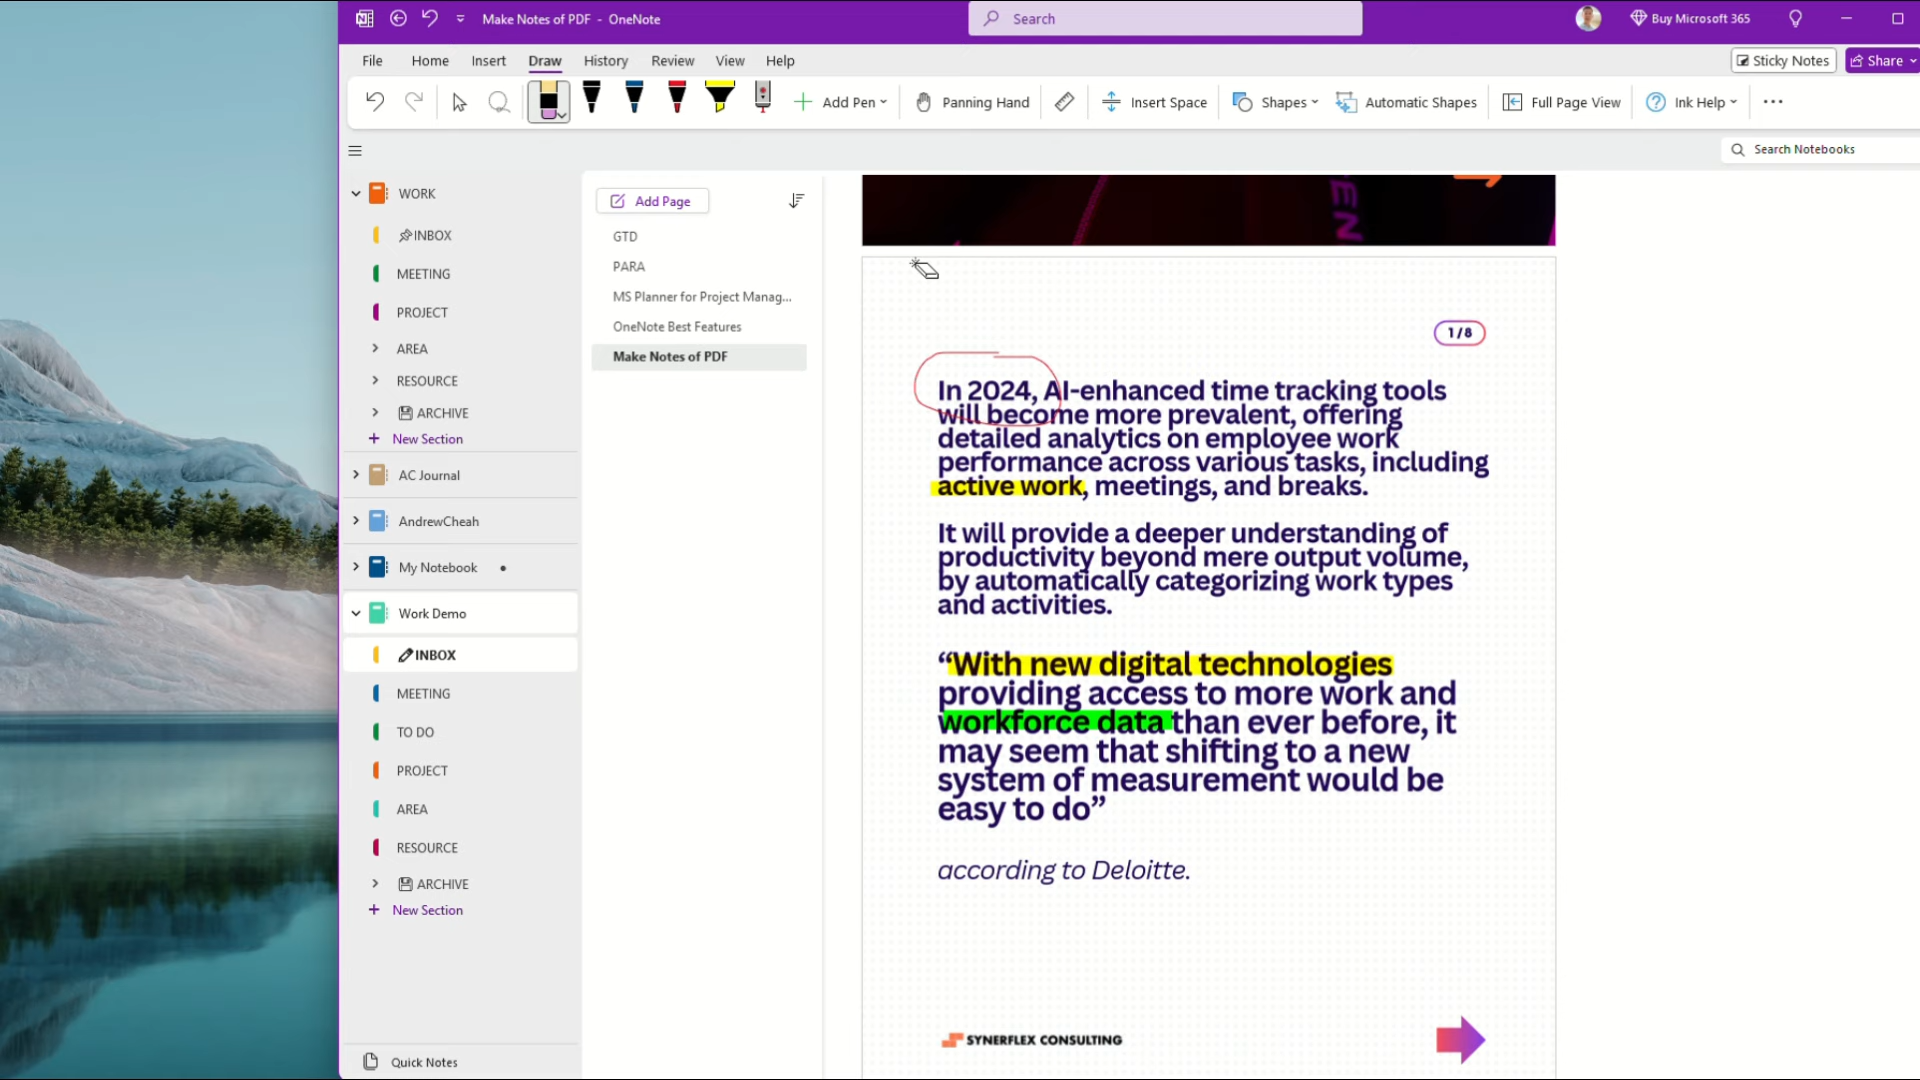 Make Notes of PDF - OneNote
Search
Buy Microsoft 365
File Home Insert Draw History Review View Help
Sticky Notes
Share
Add Pen
Panning Hand
Insert Space
Shapes
Automatic Shapes
Full Page View
Ink Help
Search Notebooks
WORK
INBOX
MEETING
PROJECT
AREA
RESOURCE
ARCHIVE
New Section
AC Journal
AndrewCheah
My Notebook
Work Demo
INBOX
MEETING
TO DO
PROJECT
AREA
RESOURCE
ARCHIVE
New Section
Quick Notes
Add Page
GTD
PARA
MS Planner for Project Manag...
OneNote Best Features
Make Notes of PDF
EN
1/8
In 2024, AI-enhanced time tracking tools
will become more prevalent, offering
detailed analytics on employee work
performance across various tasks, including
active work, meetings, and breaks.
It will provide a deeper understanding of
productivity beyond mere output volume,
by automatically categorizing work types
and activities.
“With new digital technologies
providing access to more work and
workforce data than ever before, it
may seem that shifting to a new
system of measurement would be
easy to do”
according to Deloitte.
SYNERFLEX CONSULTING